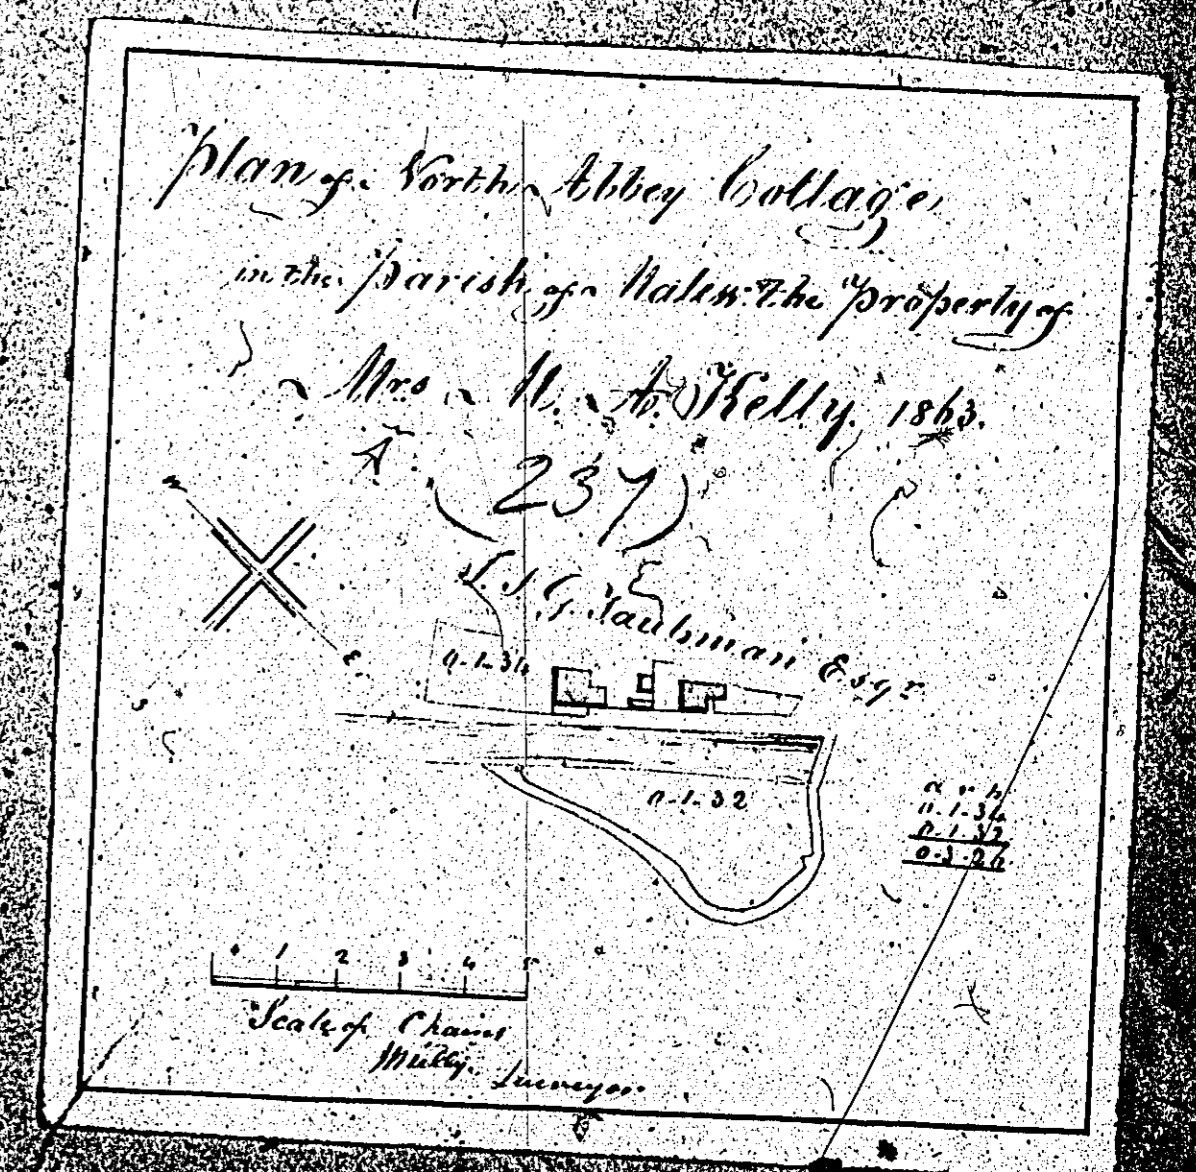 Plan of North Abbey Cottage,
in the Parish of Malew. the Property of
Mrs M. A. Kelly. 1863.
(237)
N
J. S. G. Taubman Esqr
E
S
0-1-34
0-1-32
a r p
0.1.34
0.1.32
0.3.26
1 2 3 4 5
Scale of Chains
Surveyor